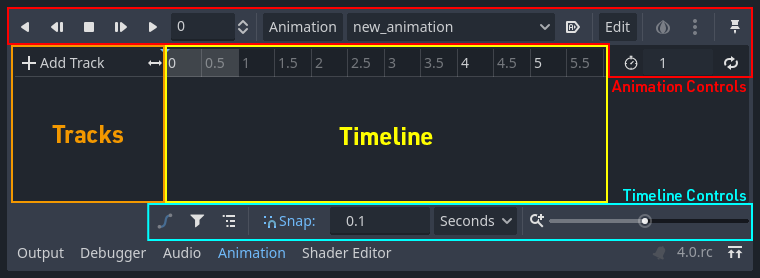 0 Animation new_animation Edit
Add Track 0 0.5 1 1.5 2 2.5 3 3.5 4 4.5 5 5.5 1
Animation Controls
Tracks Timeline
Timeline Controls
Snap: 0.1 Seconds
Output Debugger Audio Animation Shader Editor 4.0.rc